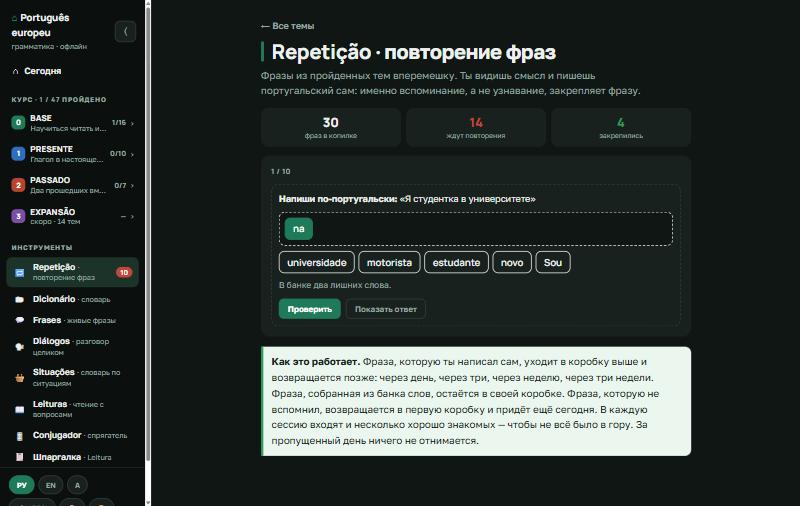 Português
europeu
грамматика · офлайн
Сегодня
КУРС · 1 / 47 ПРОЙДЕНО
0 BASE
Научиться читать и... 1/16 ›
1 PRESENTE
Глагол в настояще... 0/10 ›
2 PASSADO
Два прошедших вм... 0/7 ›
3 EXPANSÃO
скоро · 14 тем — ›
ИНСТРУМЕНТЫ
Repetição ·
повторение фраз 10
Dicionário · словарь
Frases · живые фразы
Diálogos · разговор
целиком
Situações · словарь по
ситуациям
Leituras · чтение с
вопросами
Conjugador · спрягатель
Шпаргалка · Leitura
РУ EN A
← Все темы
Repetição · повторение фраз
Фразы из пройденных тем вперемешку. Ты видишь смысл и пишешь
португальский сам: именно вспоминание, а не узнавание, закрепляет фразу.
30 14 4
фраз в копилке ждут повторения закрепились
1 / 10
Напиши по-португальски: «Я студентка в университете»
na
universidade motorista estudante novo Sou
В банке два лишних слова.
Проверить Показать ответ
Как это работает. Фраза, которую ты написал сам, уходит в коробку выше и
возвращается позже: через день, через три, через неделю, через три недели.
Фраза, собранная из банка слов, остаётся в своей коробке. Фраза, которую не
вспомнил, возвращается в первую коробку и придёт ещё сегодня. В каждую
сессию входят и несколько хорошо знакомых — чтобы не всё было в гору. За
пропущенный день ничего не отнимается.